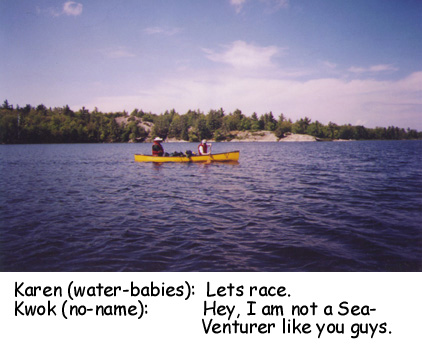 Karen (water-babies): Lets race.
Kwok (no-name): Hey, I am not a Sea-
Venturer like you guys.